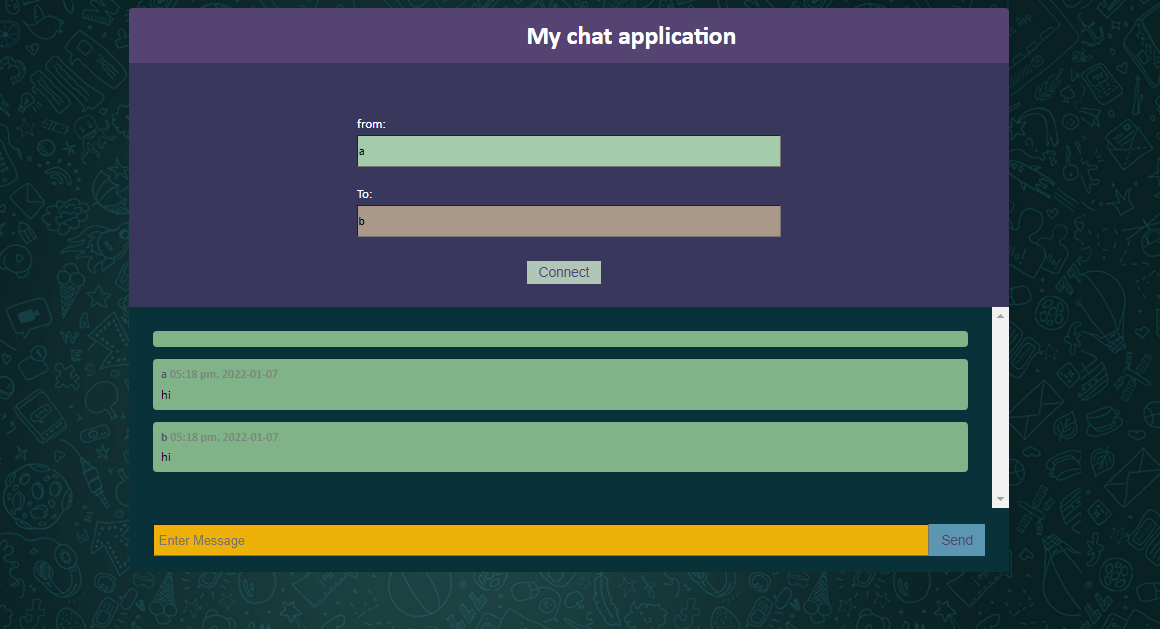 My chat application
from:
a
To:
b
Connect
a 05:18 pm, 2022-01-07
hi
b 05:18 pm, 2022-01-07
hi
Enter Message
Send